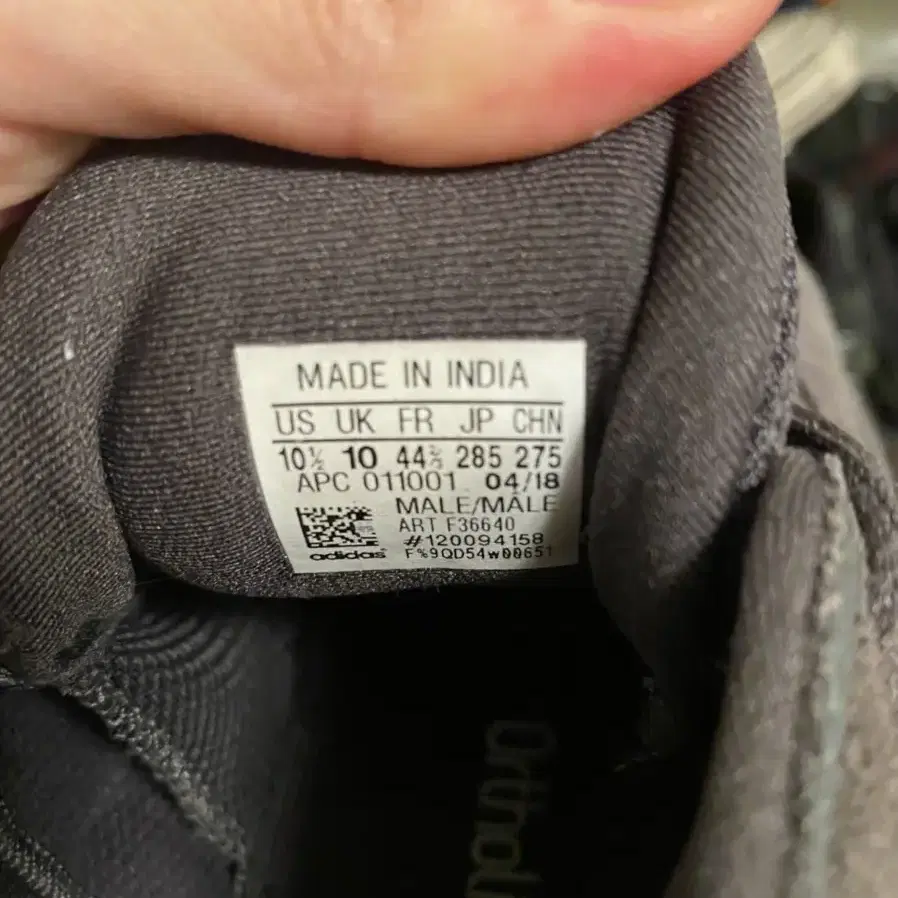 MADE IN INDIA
US UK FR JP CHN
10½ 10 44⅔ 285 275
APC 011001 04/18
MALE/MÂLE
ART F36640
#120094158
adidas F%9QD54w00651